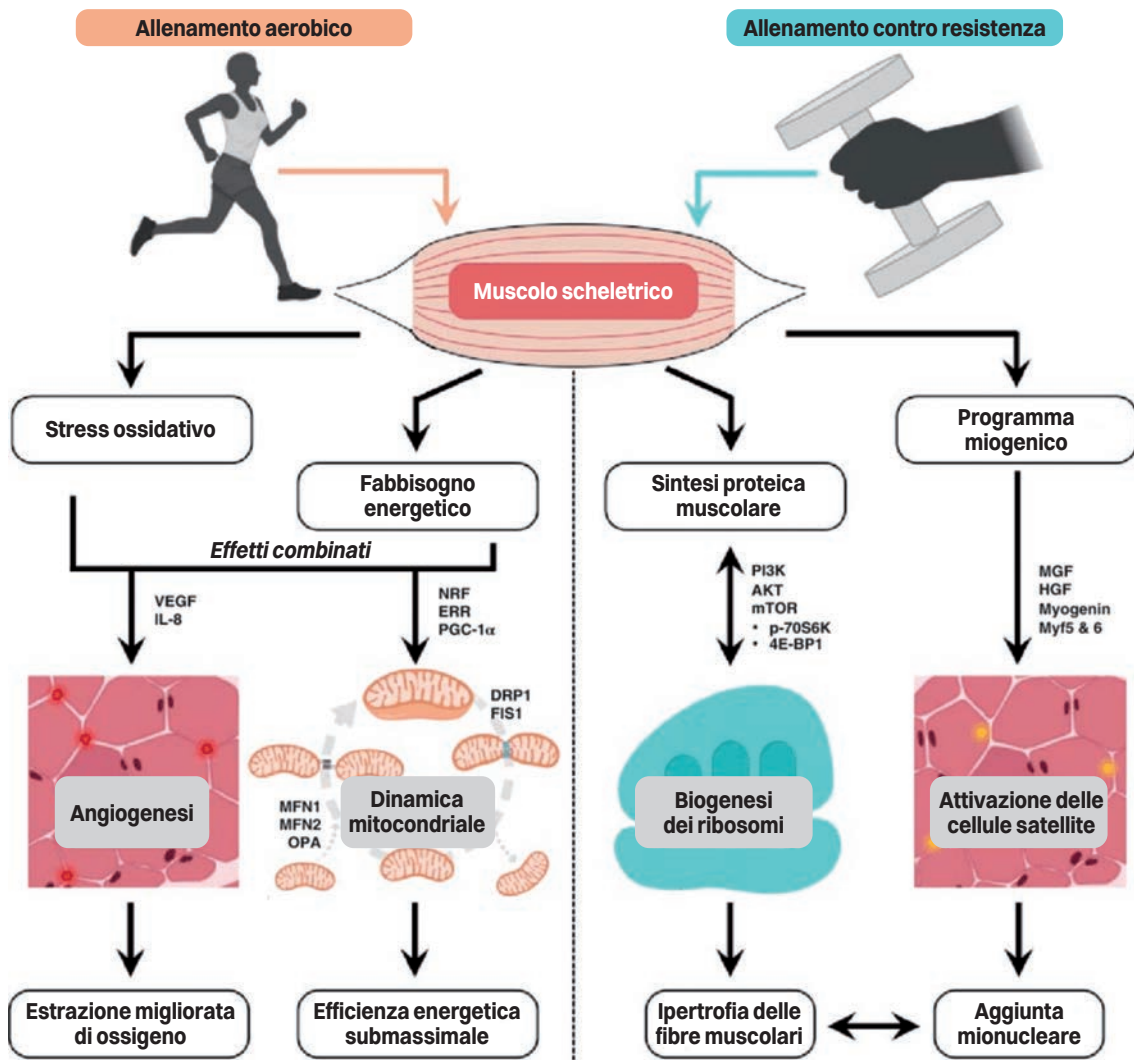 Allenamento aerobico
Allenamento contro resistenza
Muscolo scheletrico
Stress ossidativo
Fabbisogno
energetico
Sintesi proteica
muscolare
Programma
miogenico
Effetti combinati
VEGF
IL-8
NRF
ERR
PGC-1α
PI3K
AKT
mTOR
• p-70S6K
• 4E-BP1
MGF
HGF
Myogenin
Myf5 & 6
DRP1
FIS1
MFN1
MFN2
OPA
Angiogenesi
Dinamica
mitocondriale
Biogenesi
dei ribosomi
Attivazione delle
cellule satellite
Estrazione migliorata
di ossigeno
Efficienza energetica
submassimale
Ipertrofia delle
fibre muscolari
Aggiunta
mionucleare